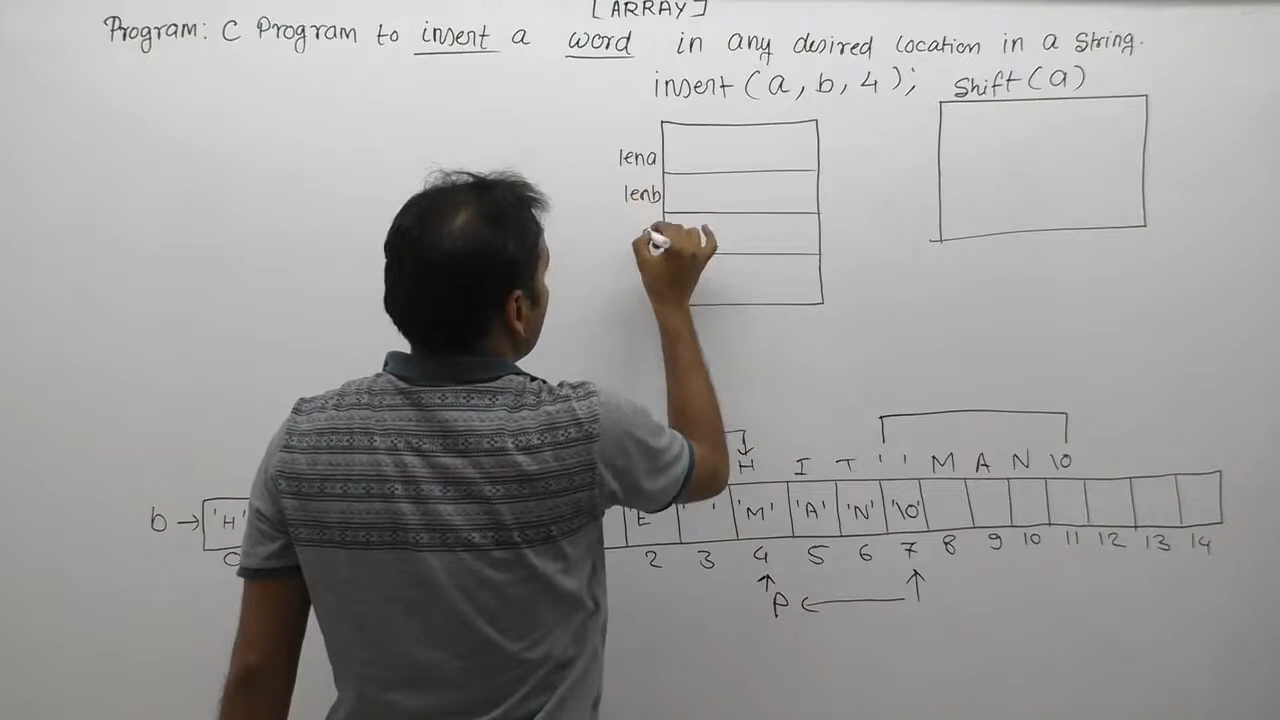 [ARRAY]
Program: C Program to insert a word in any desired location in a string.
insert (a, b, 4); Shift (a)
lena
lenb
H I T ' ' M A N \0
b → 'H' E ' ' 'M' 'A' 'N' '\0'
0 2 3 4 5 6 7 8 9 10 11 12 13 14
P ←